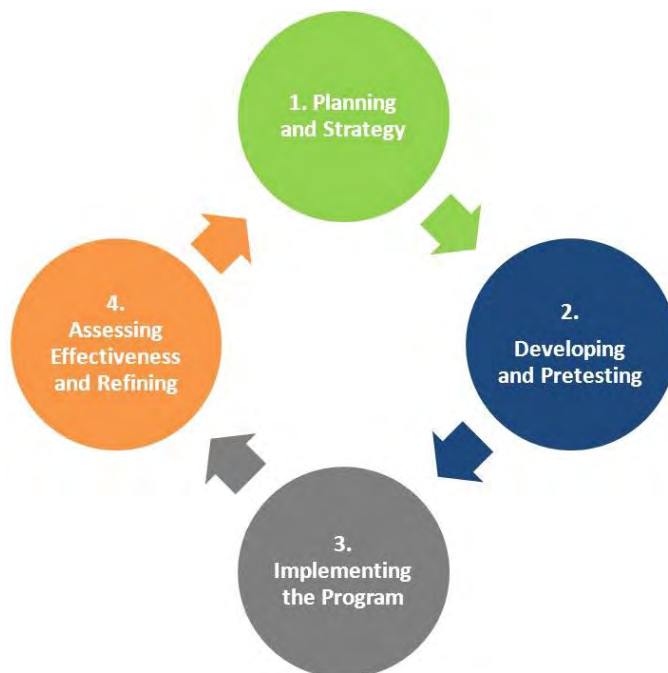 1. Planning
and Strategy
2.
Developing
and Pretesting
3.
Implementing
the Program
4.
Assessing
Effectiveness
and Refining